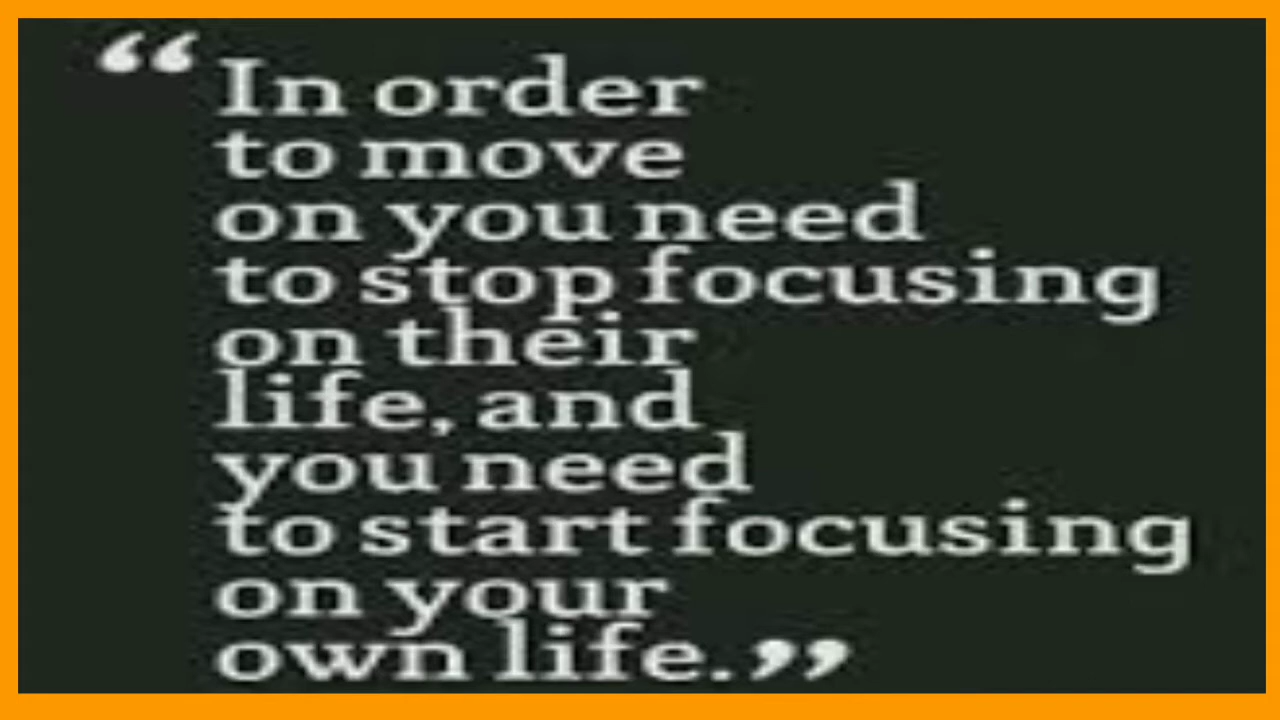 “In order
to move
on you need
to stop focusing
on their
life, and
you need
to start focusing
on your
own life.”